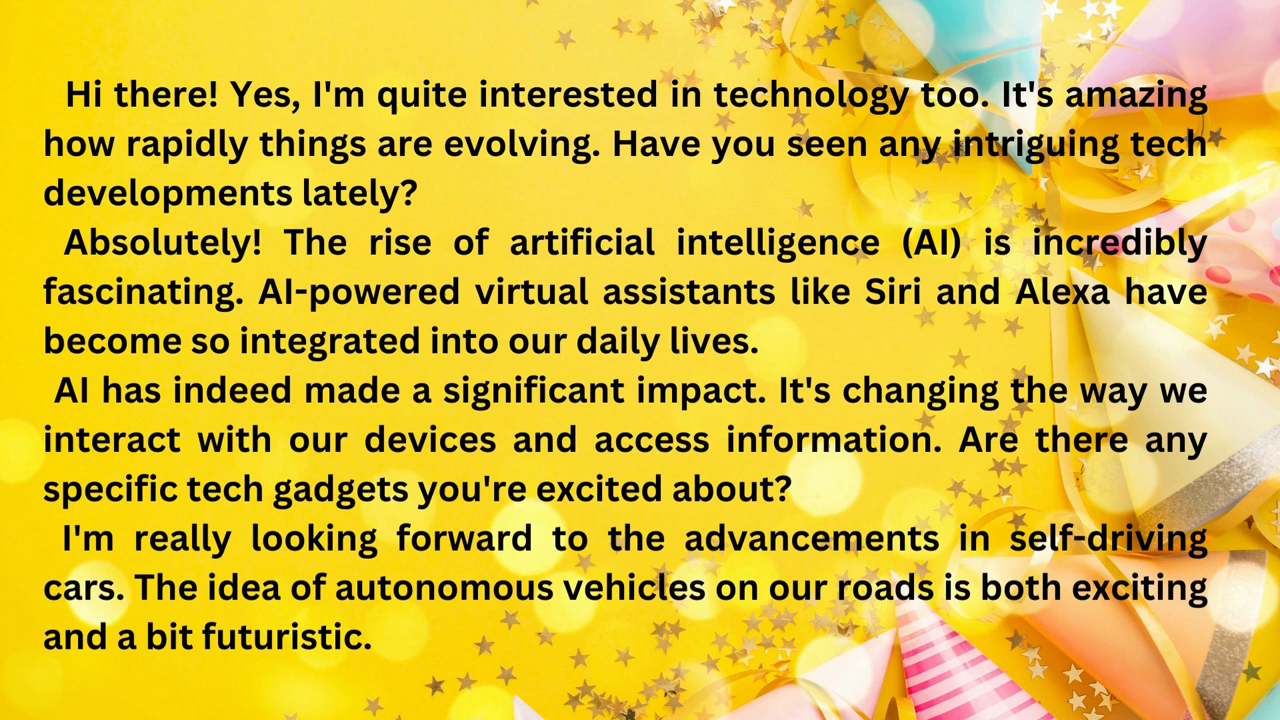 Hi there! Yes, I'm quite interested in technology too. It's amazing
how rapidly things are evolving. Have you seen any intriguing tech
developments lately?
Absolutely! The rise of artificial intelligence (AI) is incredibly
fascinating. AI-powered virtual assistants like Siri and Alexa have
become so integrated into our daily lives.
AI has indeed made a significant impact. It's changing the way we
interact with our devices and access information. Are there any
specific tech gadgets you're excited about?
I'm really looking forward to the advancements in self-driving
cars. The idea of autonomous vehicles on our roads is both exciting
and a bit futuristic.